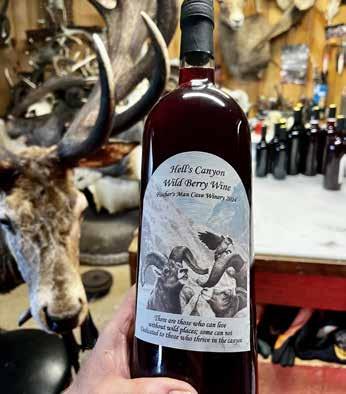 Hell's Canyon
Wild Berry Wine
Fischer's Man Cave Winery 2024
There are those who can live
without wild places; some can not
Dedicated to those who thrive in the canyon